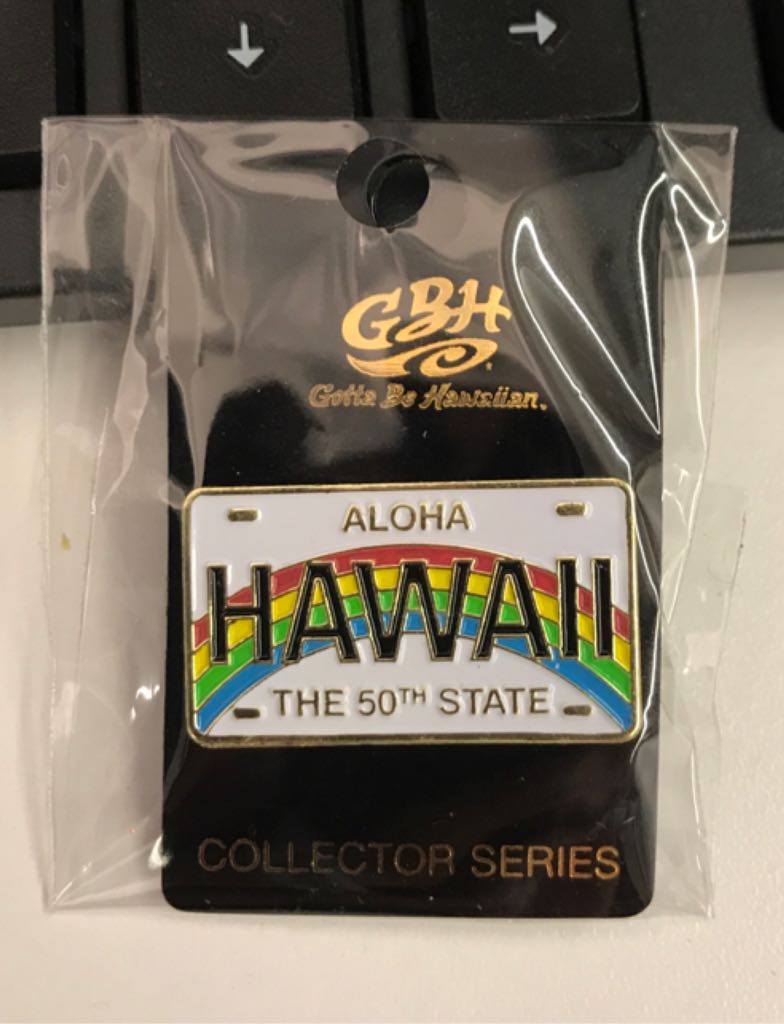 GBH
Gotta Be Hawaiian.
ALOHA
HAWAII
THE 50TH STATE
COLLECTOR SERIES